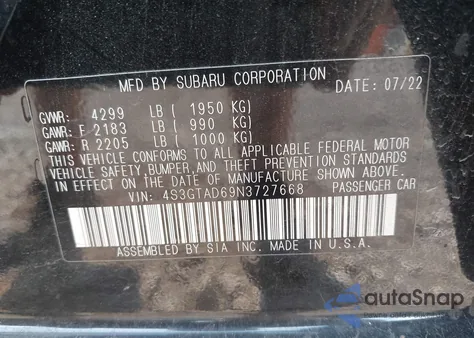 MFD BY SUBARU CORPORATION DATE: 07/22
GVWR: 4299 LB ( 1950 KG)
GAWR: F 2183 LB ( 990 KG)
GAWR: R 2205 LB ( 1000 KG)
THIS VEHICLE CONFORMS TO ALL APPLICABLE FEDERAL MOTOR
VEHICLE SAFETY, BUMPER, AND THEFT PREVENTION STANDARDS
IN EFFECT ON THE DATE OF MANUFACTURE SHOWN ABOVE.
VIN: 4S3GTAD69N3727668 PASSENGER CAR
ASSEMBLED BY SIA INC. MADE IN U.S.A.
autoSnap